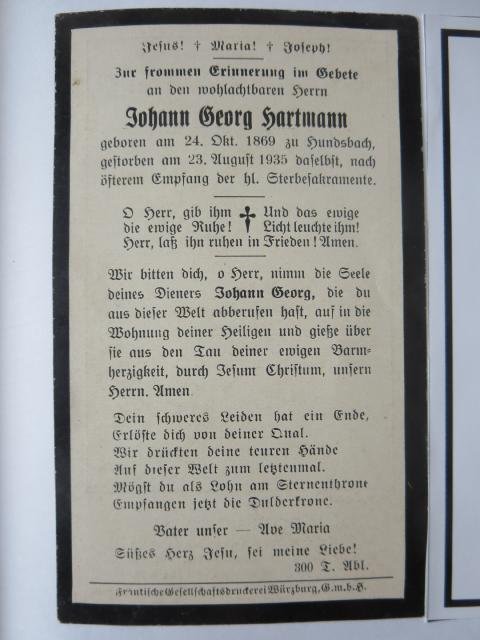 Jesus! † Maria! † Joseph!
Zur frommen Erinnerung im Gebete
an den wohlachtbaren Herrn
Johann Georg Hartmann
geboren am 24. Okt. 1869 zu Hundsbach,
gestorben am 23. August 1935 daselbst, nach
öfterem Empfang der hl. Sterbesakramente.
O Herr, gib ihm † Und das ewige
die ewige Ruhe! Licht leuchte ihm!
Herr, laß ihn ruhen in Frieden! Amen.
Wir bitten dich, o Herr, nimm die Seele
deines Dieners Johann Georg, die du
aus dieser Welt abberufen hast, auf in die
Wohnung deiner Heiligen und gieße über
sie aus den Tau deiner ewigen Barm-
herzigkeit, durch Jesum Christum, unsern
Herrn. Amen
Dein schweres Leiden hat ein Ende,
Erlöste dich von deiner Qual.
Wir drückten deine teuren Hände
Auf dieser Welt zum letztenmal.
Mögst du als Lohn am Sternenthrone
Empfangen jetzt die Dulderkrone.
Vater unser — Ave Maria
Süßes Herz Jesu, sei meine Liebe!
300 T. Abl.
Fränkische Gesellschaftsdruckerei Würzburg, G.m.b.H.